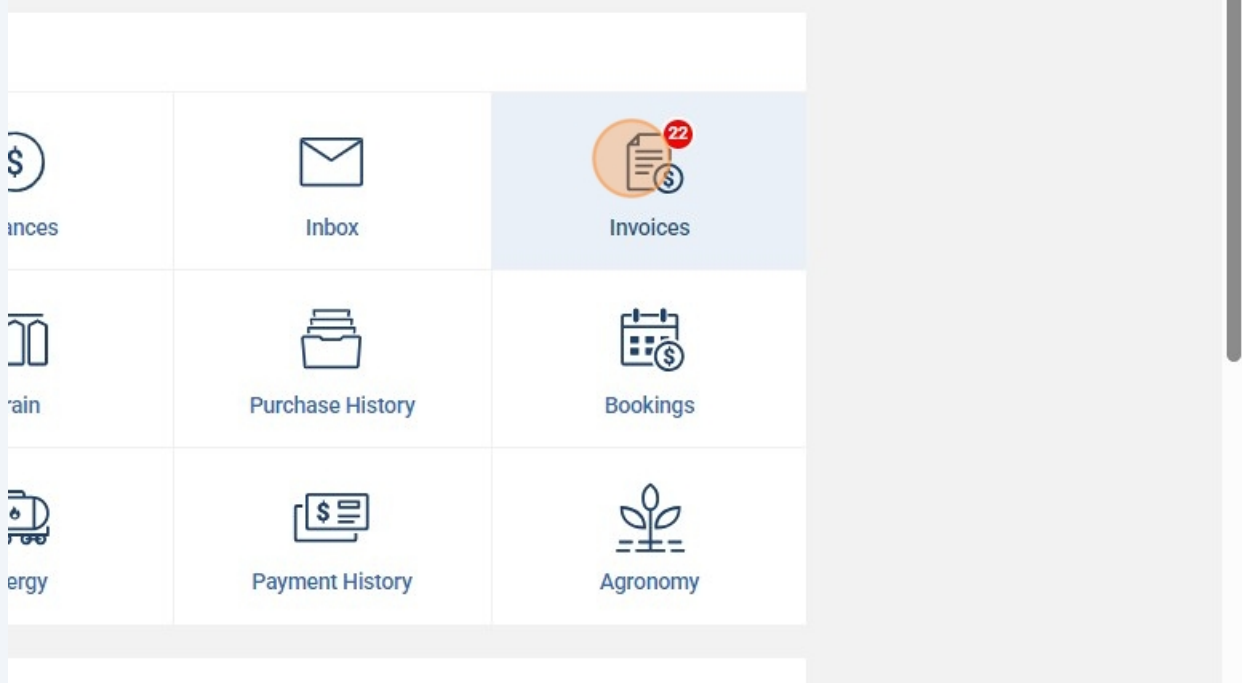 22
$
$
ances
Inbox
Invoices
$
rain
Purchase History
Bookings
$
ergy
Payment History
Agronomy